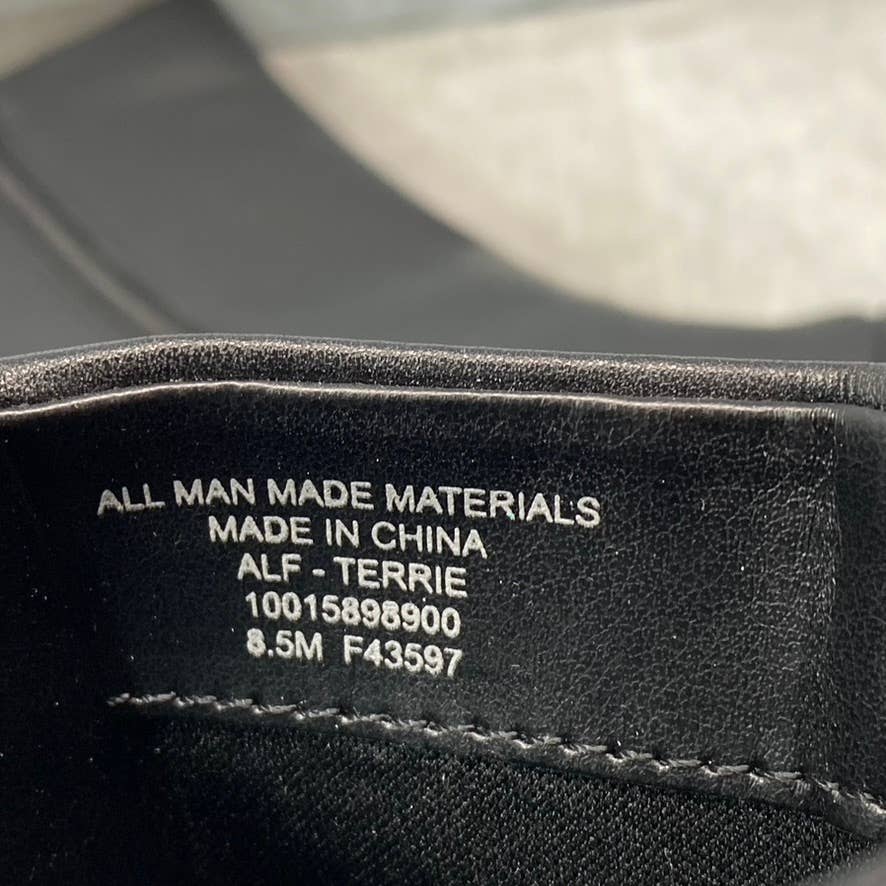 ALL MAN MADE MATERIALS
MADE IN CHINA
ALF - TERRIE
10015898900
8.5M F43597